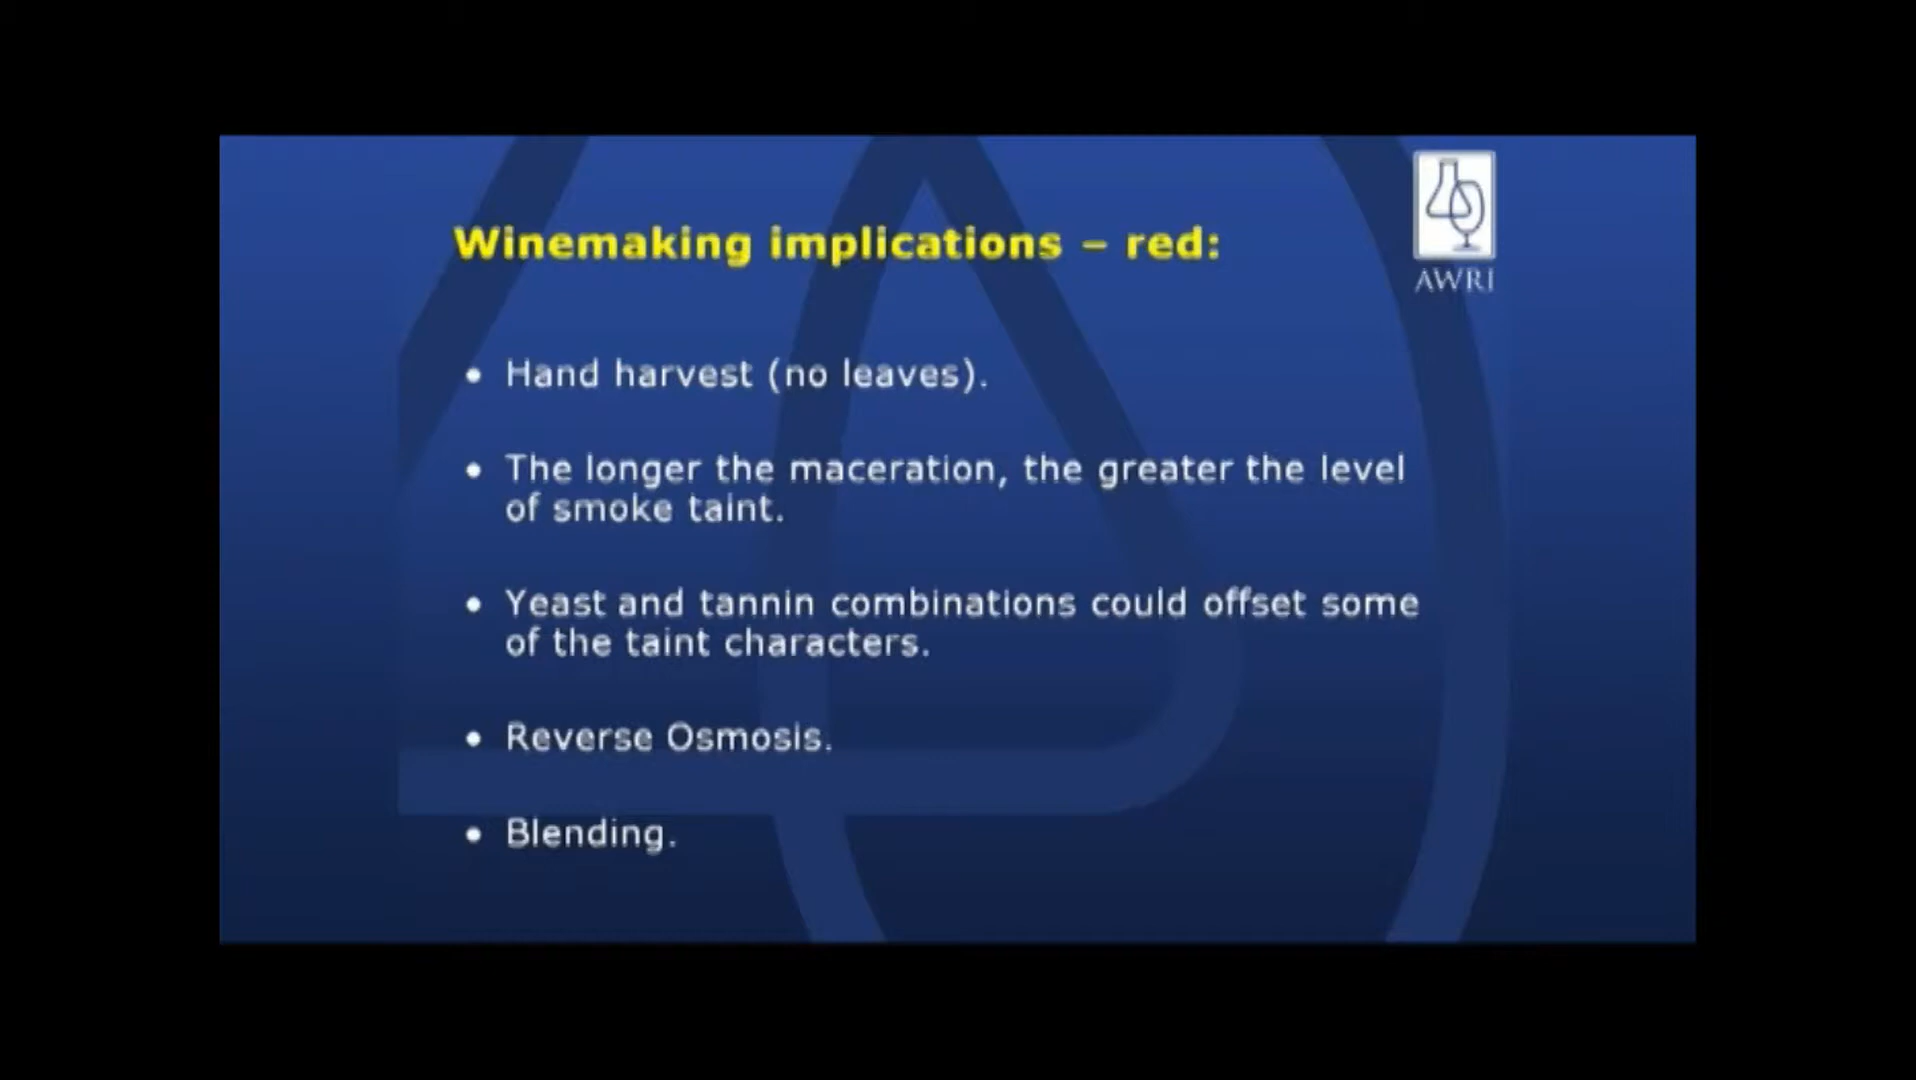 Winemaking implications – red:
AWRI
• Hand harvest (no leaves).
• The longer the maceration, the greater the level
of smoke taint.
• Yeast and tannin combinations could offset some
of the taint characters.
• Reverse Osmosis.
• Blending.